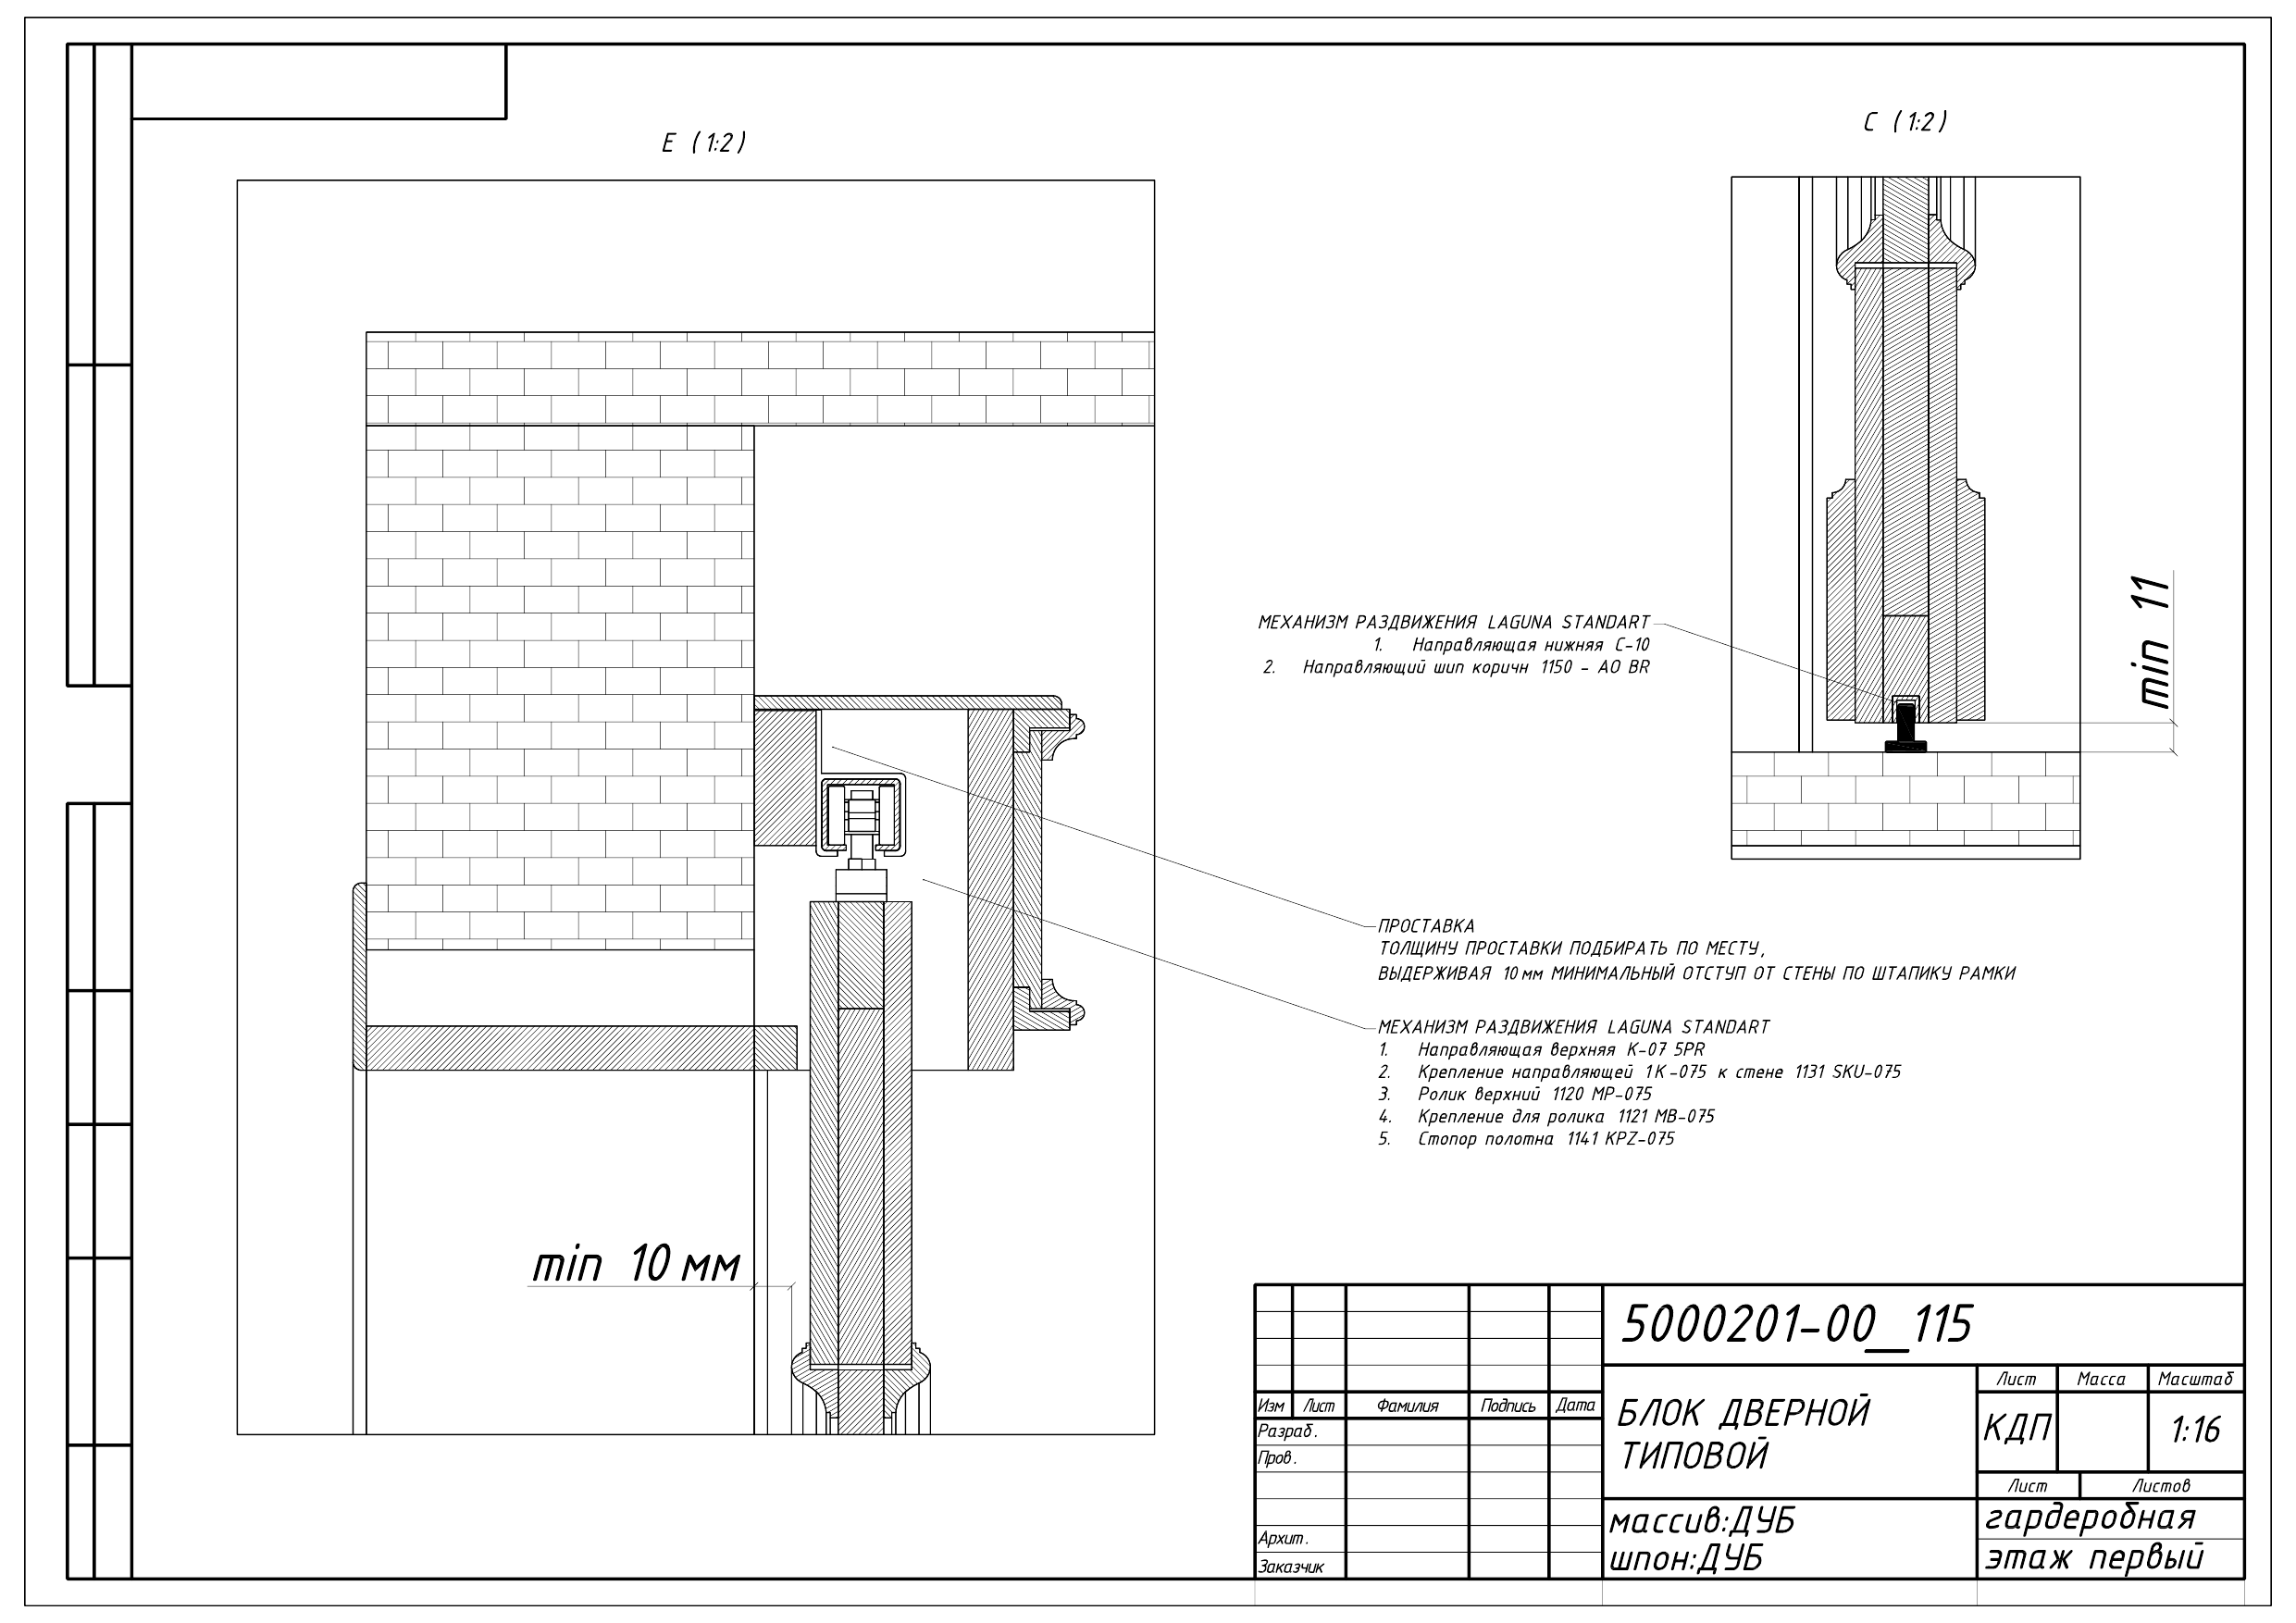 E (1:2)
C (1:2)
МЕХАНИЗМ РАЗДВИЖЕНИЯ LAGUNA STANDART
1. Направляющая нижняя C-10
2. Направляющий шип коричн 1150 - AO BR
min 11
ПРОСТАВКА
ТОЛЩИНУ ПРОСТАВКИ ПОДБИРАТЬ ПО МЕСТУ,
ВЫДЕРЖИВАЯ 10 мм МИНИМАЛЬНЫЙ ОТСТУП ОТ СТЕНЫ ПО ШТАПИКУ РАМКИ
МЕХАНИЗМ РАЗДВИЖЕНИЯ LAGUNA STANDART
1. Направляющая верхняя K-07 5PR
2. Крепление направляющей 1K-075 к стене 1131 SKU-075
3. Ролик верхний 1120 MP-075
4. Крепление для ролика 1121 MB-075
5. Стопор полотна 1141 KPZ-075
min 10 мм
5000201-00__115
БЛОК ДВЕРНОЙ
ТИПОВОЙ
Лист Масса Масштаб
КДП 1:16
Лист Листов
Изм Лист Фамилия Подпись Дата
Разраб.
Пров.
Архит.
Заказчик
массив:ДУБ
шпон:ДУБ
гардеробная
этаж первый